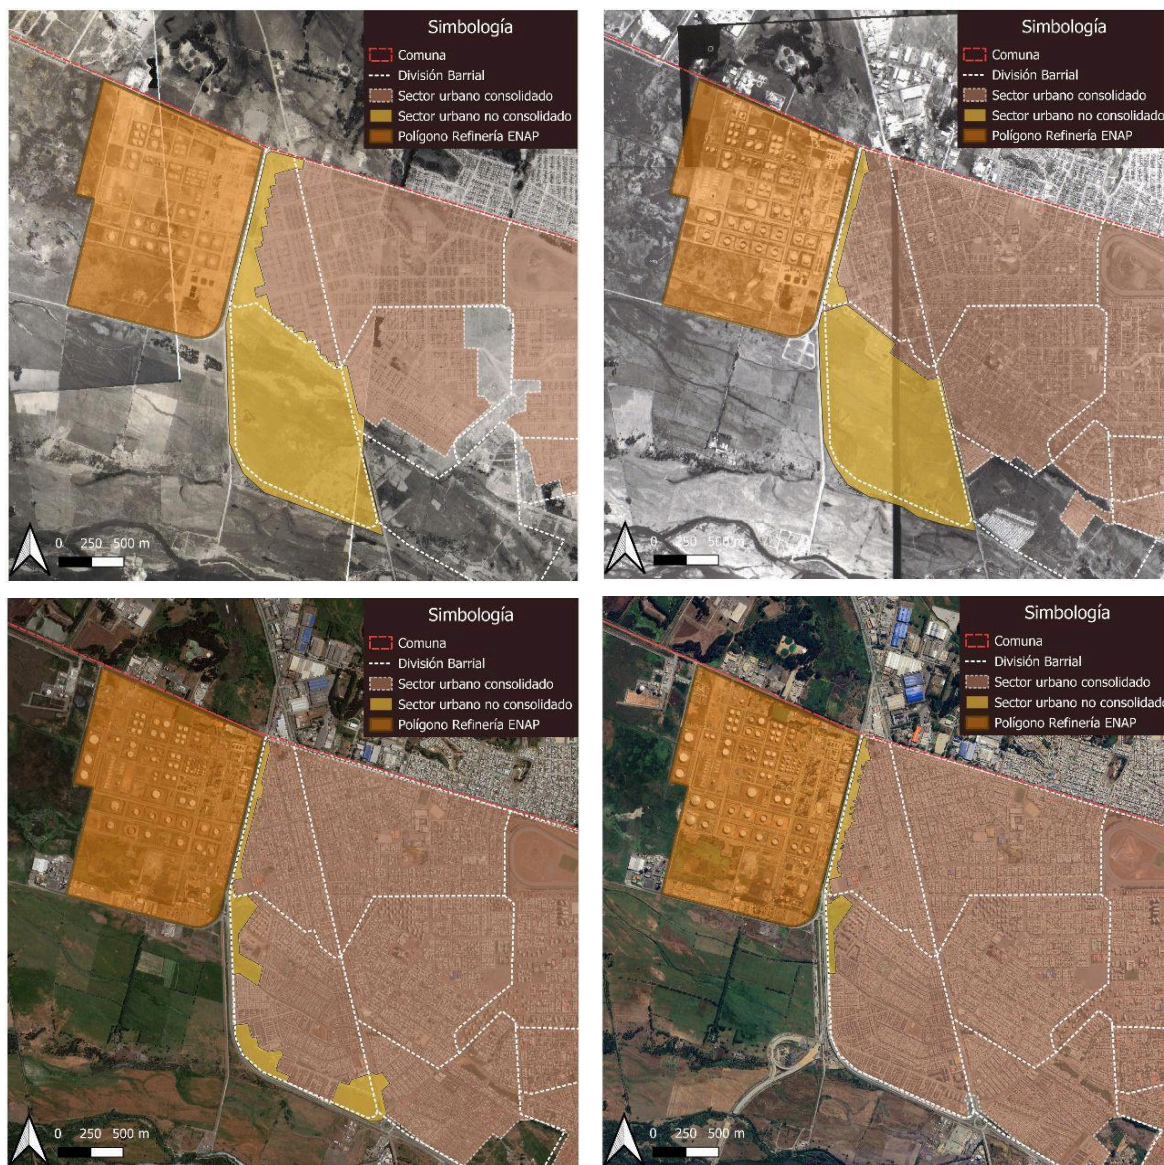 Simbología
Comuna
División Barrial
Sector urbano consolidado
Sector urbano no consolidado
Polígono Refinería ENAP
0 250 500 m
Simbología
Comuna
División Barrial
Sector urbano consolidado
Sector urbano no consolidado
Polígono Refinería ENAP
0 250 500 m
Simbología
Comuna
División Barrial
Sector urbano consolidado
Sector urbano no consolidado
Polígono Refinería ENAP
0 250 500 m
Simbología
Comuna
División Barrial
Sector urbano consolidado
Sector urbano no consolidado
Polígono Refinería ENAP
0 250 500 m